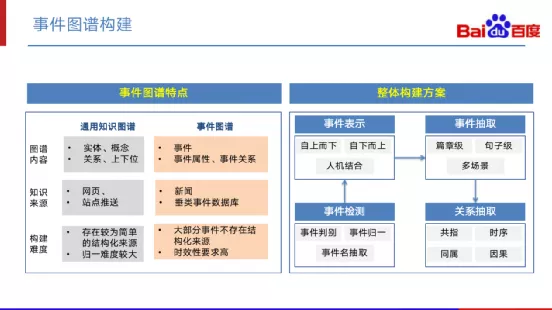 事件图谱构建
Bai du 百度
事件图谱特点
通用知识图谱
事件图谱
图谱
内容
• 实体、概念
• 关系、上下位
• 事件
• 事件属性、事件关系
知识
来源
• 网页、
• 站点推送
• 新闻
• 垂类事件数据库
构建
难度
• 存在较为简单
的结构化来源
• 归一难度较大
• 大部分事件不存在结
构化来源
• 时效性要求高
整体构建方案
事件表示
自上而下 自下而上
人机结合
事件抽取
篇章级 句子级
多场景
事件检测
事件判别 事件归一
事件名抽取
关系抽取
共指 时序
同属 因果